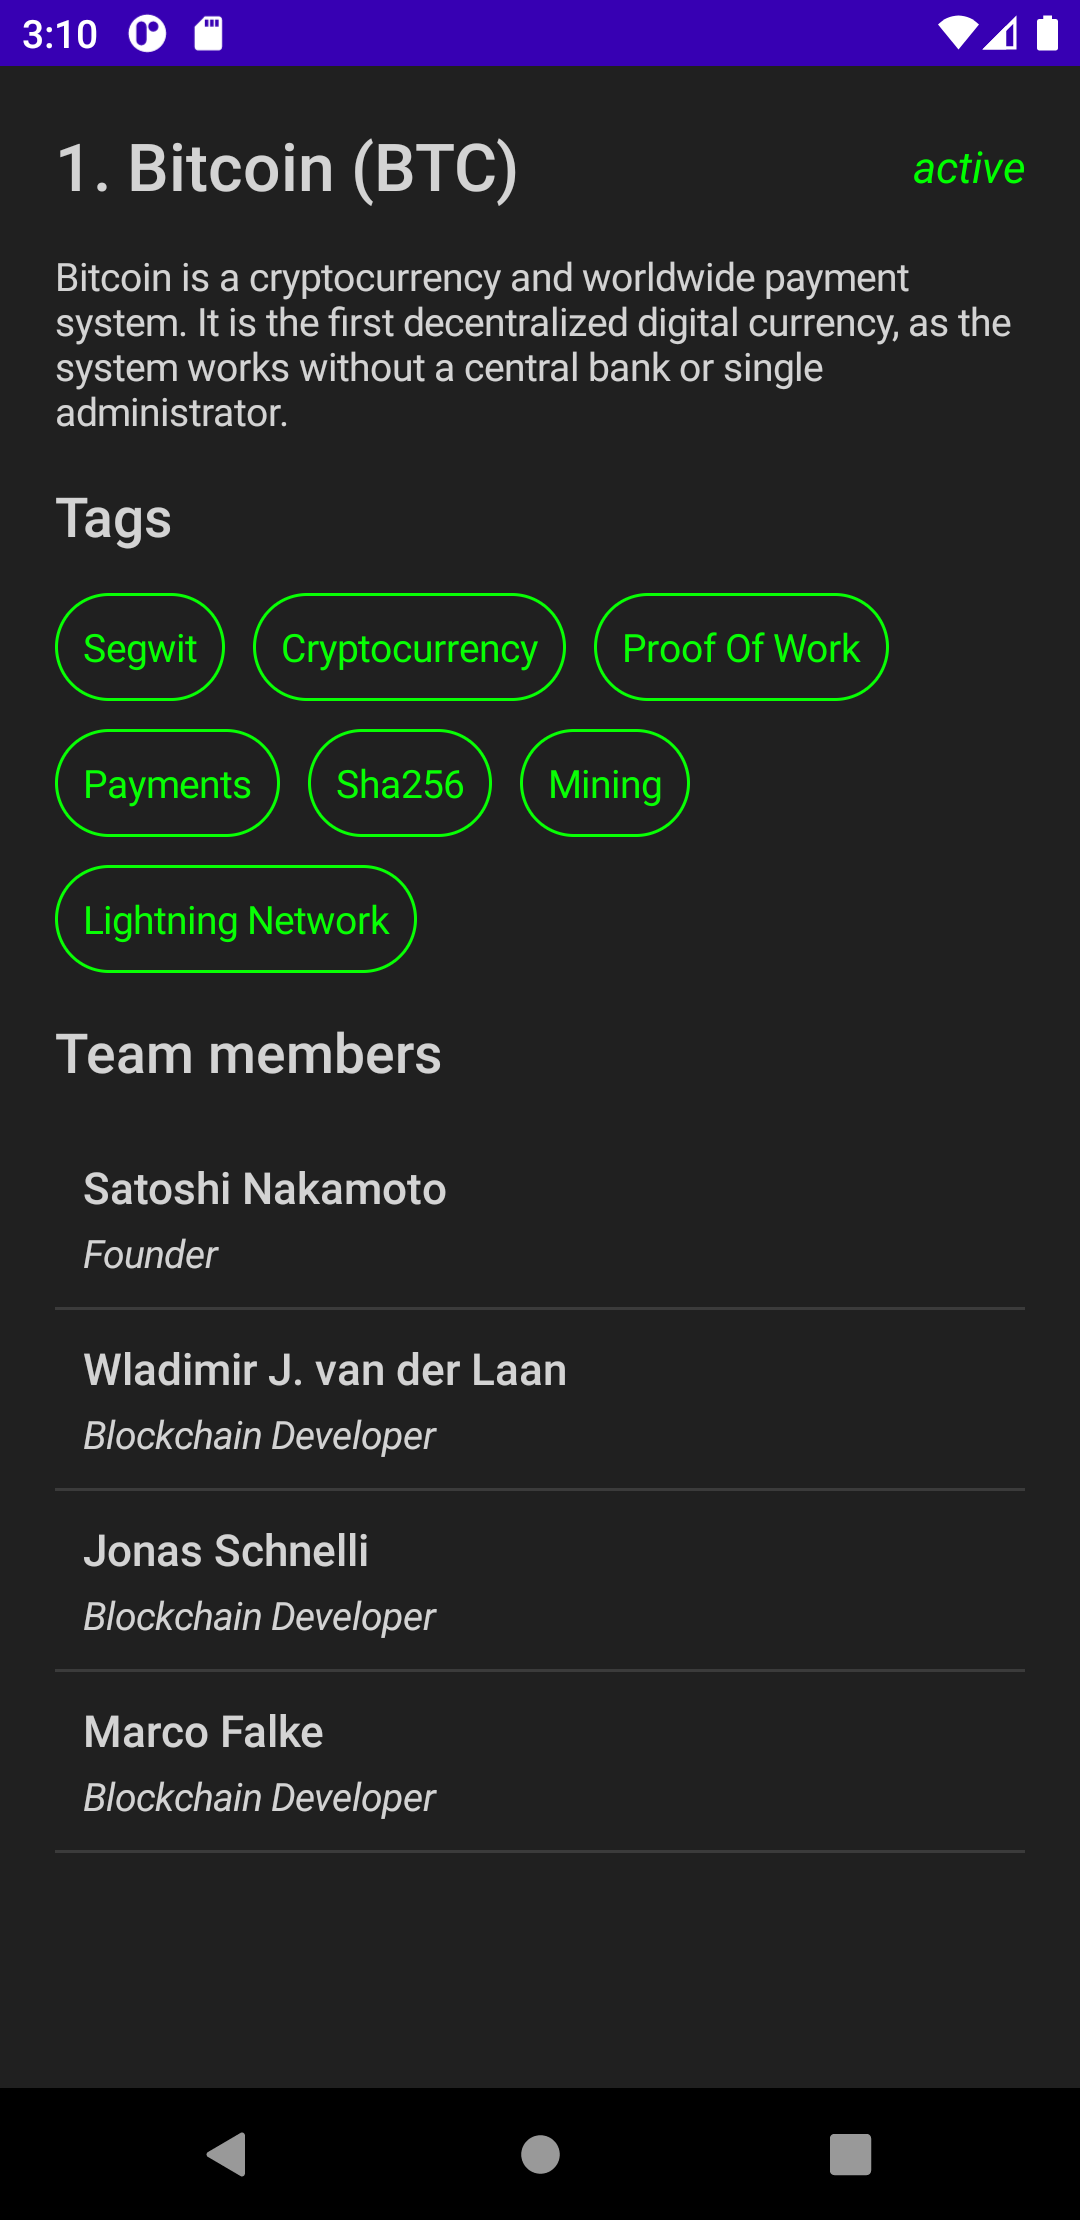 3:10
1. Bitcoin (BTC)
active
Bitcoin is a cryptocurrency and worldwide payment
system. It is the first decentralized digital currency, as the
system works without a central bank or single
administrator.
Tags
Segwit Cryptocurrency Proof Of Work
Payments Sha256 Mining
Lightning Network
Team members
Satoshi Nakamoto
Founder
Wladimir J. van der Laan
Blockchain Developer
Jonas Schnelli
Blockchain Developer
Marco Falke
Blockchain Developer